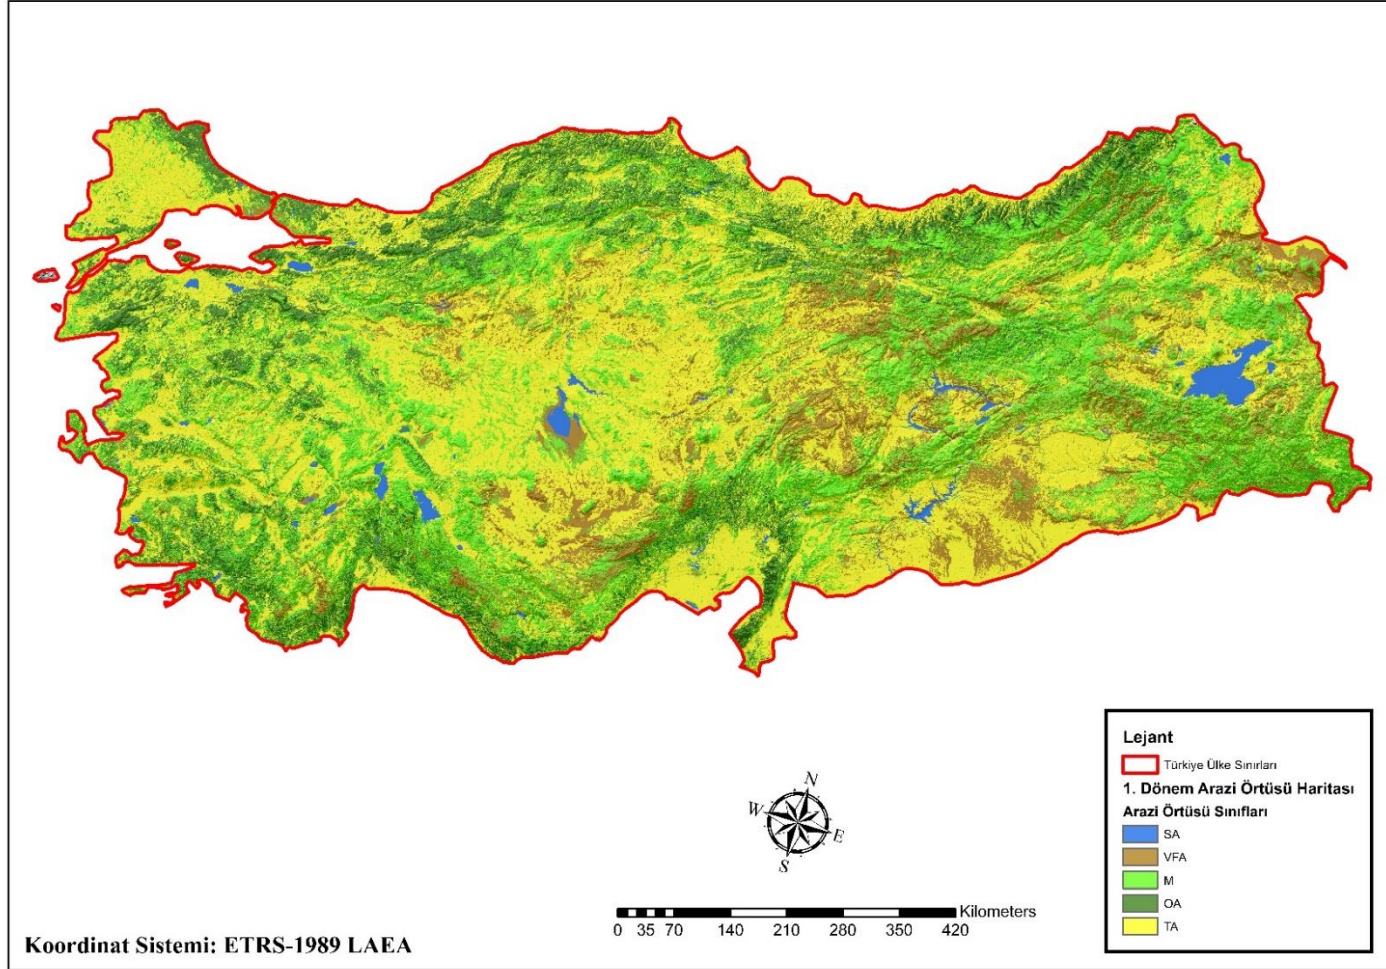 N
W
E
S
Kilometers
0 35 70 140 210 280 350 420
Koordinat Sistemi: ETRS-1989 LAEA
Lejant
Türkiye Ülke Sınırları
1. Dönem Arazi Örtüsü Haritası
Arazi Örtüsü Sınıfları
SA
VFA
M
OA
TA